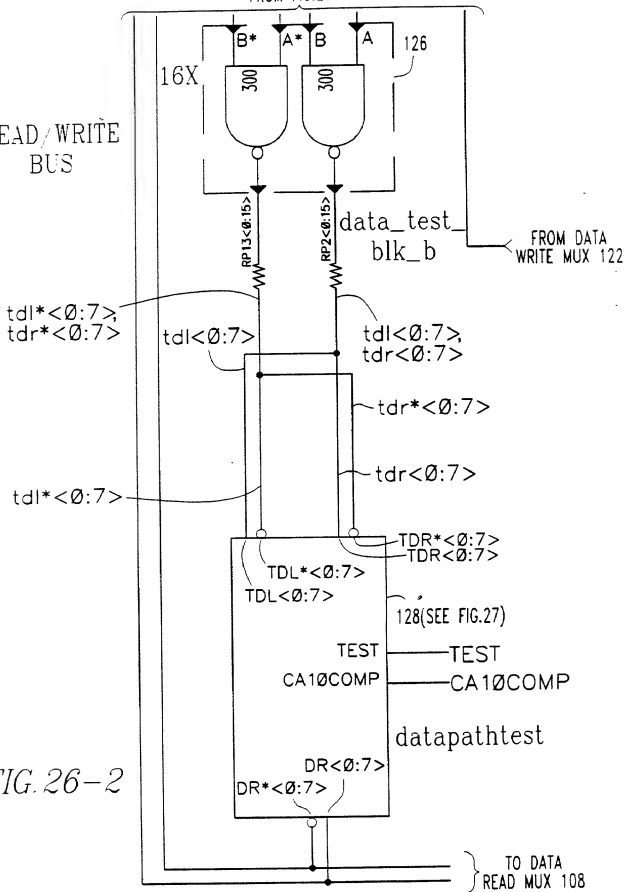 B* A* B A
126
16X
300 300
EAD/WRITE
BUS
RP13<0:15> RP2<0:15>
data_test_
blk_b
FROM DATA
WRITE MUX 122
tdl*<0:7>,
tdr*<0:7>
tdl<0:7>
tdl<0:7>,
tdr<0:7>
tdr*<0:7>
tdr<0:7>
tdl*<0:7>
TDR*<0:7>
TDR<0:7>
TDL*<0:7>
TDL<0:7>
128(SEE FIG.27)
TEST TEST
CA10COMP CA10COMP
datapathtest
FIG. 26-2
DR<0:7>
DR*<0:7>
TO DATA
READ MUX 108